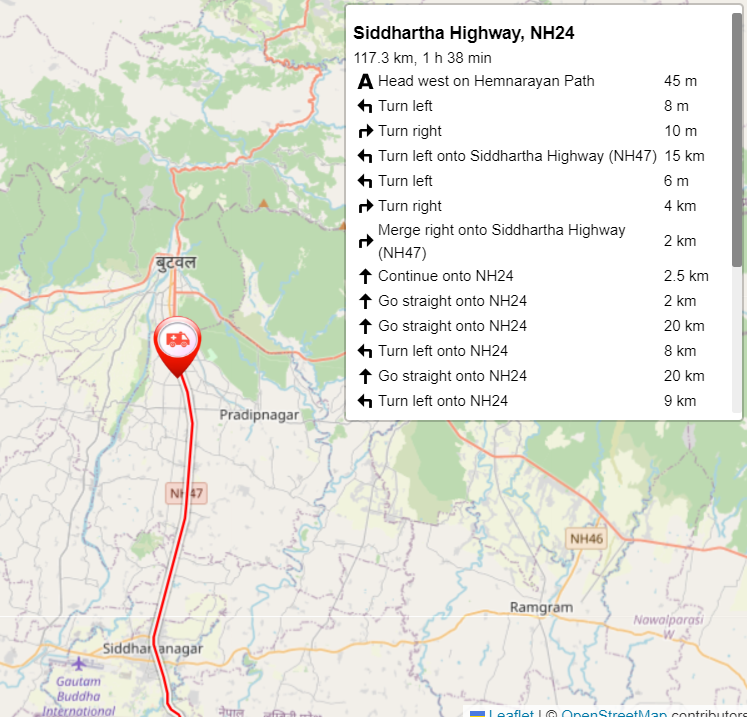 Siddhartha Highway, NH24
117.3 km, 1 h 38 min
A Head west on Hemnarayan Path 45 m
Turn left 8 m
Turn right 10 m
Turn left onto Siddhartha Highway (NH47) 15 km
Turn left 6 m
Turn right 4 km
Merge right onto Siddhartha Highway
(NH47) 2 km
Continue onto NH24 2.5 km
Go straight onto NH24 2 km
Go straight onto NH24 20 km
Turn left onto NH24 8 km
Go straight onto NH24 20 km
Turn left onto NH24 9 km
बुटवल
Pradipnagar
NH47
NH46
Ramgram
Nawalparasi
W
Gautam
Buddha
International
नेपाल
Leaflet | © OpenStreetMap